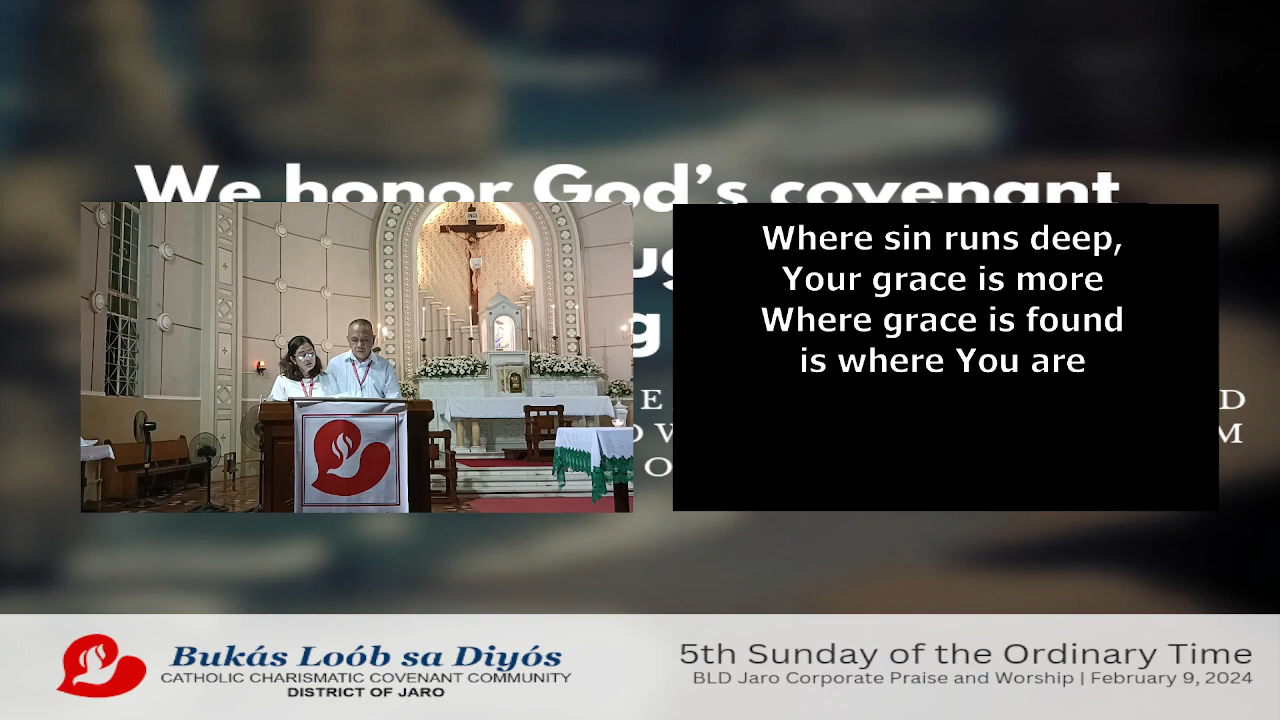 We honor God's covenant
INRI
Where sin runs deep,
Your grace is more
Where grace is found
is where You are
Bukás Loób sa Diyós
CATHOLIC CHARISMATIC COVENANT COMMUNITY
DISTRICT OF JARO
5th Sunday of the Ordinary Time
BLD Jaro Corporate Praise and Worship | February 9, 2024